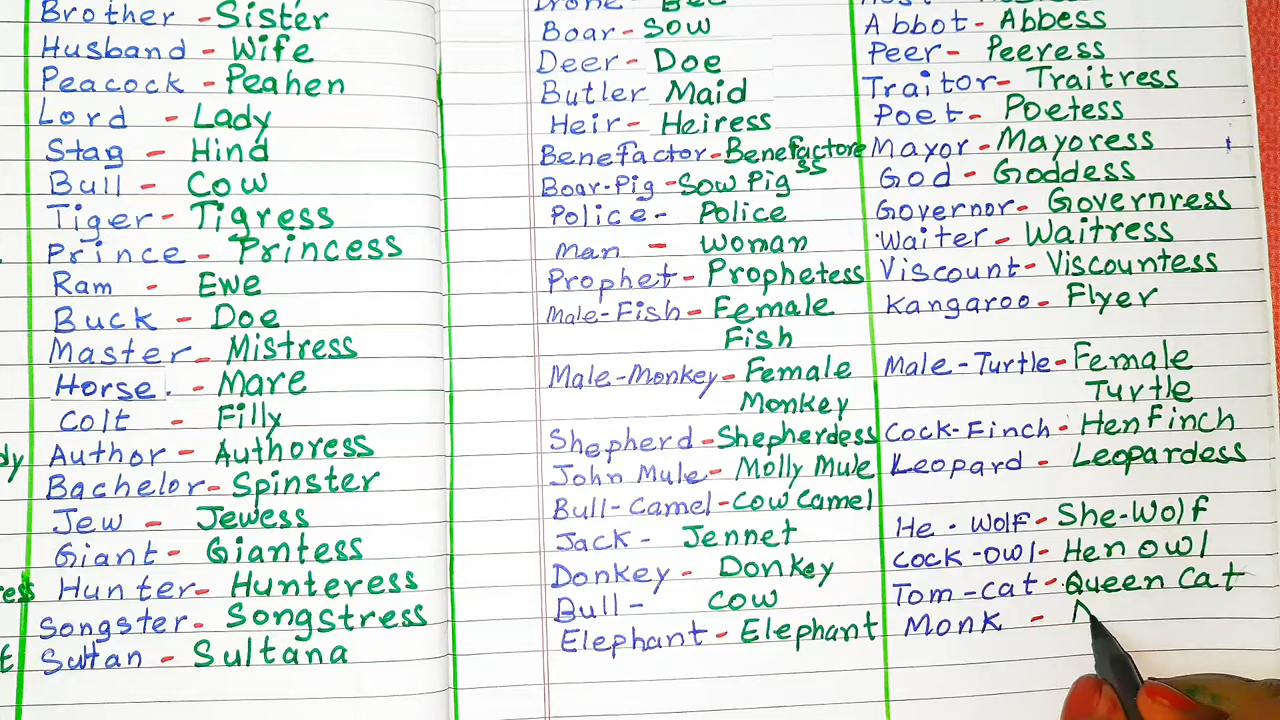 Brother - Sister
Husband - Wife
Peacock - Peahen
Lord - Lady
Stag - Hind
Bull - Cow
Tiger - Tigress
Prince - Princess
Ram - Ewe
Buck - Doe
Master - Mistress
Horse. - Mare
Colt - Filly
Author - Authoress
Bachelor - Spinster
Jew - Jewess
Giant - Giantess
Hunter - Hunteress
Songster - Songstress
Sultan - Sultana
Boar - Sow
Deer - Doe
Butler Maid
Heir - Heiress
Benefactor - Benefactore
ss
Boar-Pig - Sow Pig
Police - Police
Man - Woman
Prophet - Prophetess
Male-Fish - Female
Fish
Male-Monkey - Female
Monkey
Shepherd - Shepherdess
John Mule - Molly Mule
Bull-Camel - Cow Camel
Jack - Jennet
Donkey - Donkey
Bull - Cow
Elephant - Elephant
Abbot - Abbess
Peer - Peeress
Traitor - Traitress
Poet - Poetess
Mayor - Mayoress
God - Goddess
Governor - Governress
Waiter - Waitress
Viscount - Viscountess
Kangaroo - Flyer
Male-Turtle - Female
Turtle
Cock-Finch - Hen Finch
Leopard - Leopardess
He. Wolf - She-Wolf
Cock-Owl - Hen owl
Tom-cat - Queen Cat
Monk -